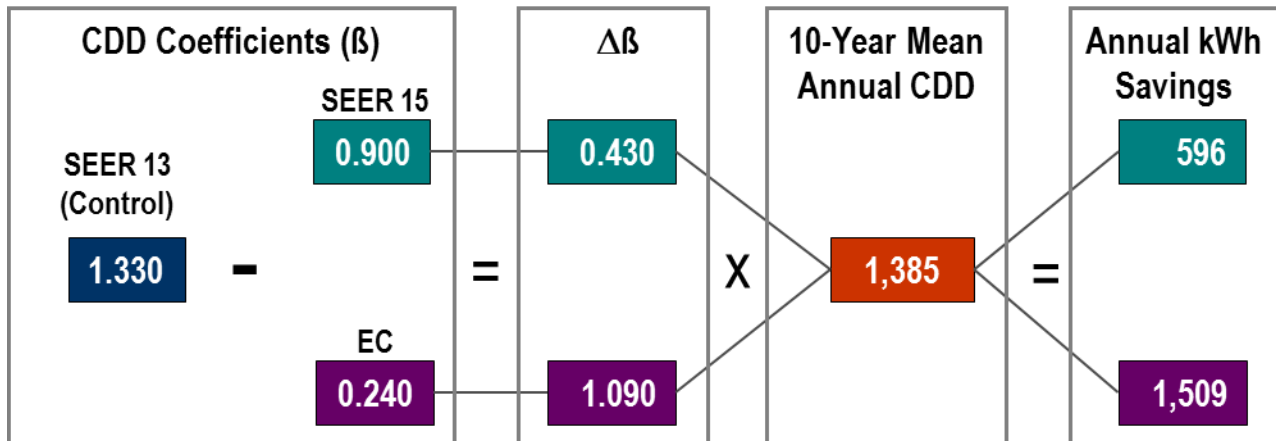 CDD Coefficients (ß)
SEER 15
0.900
SEER 13
(Control)
1.330
-
EC
0.240
=
Δß
0.430
1.090
X
10-Year Mean
Annual CDD
1,385
=
Annual kWh
Savings
596
1,509